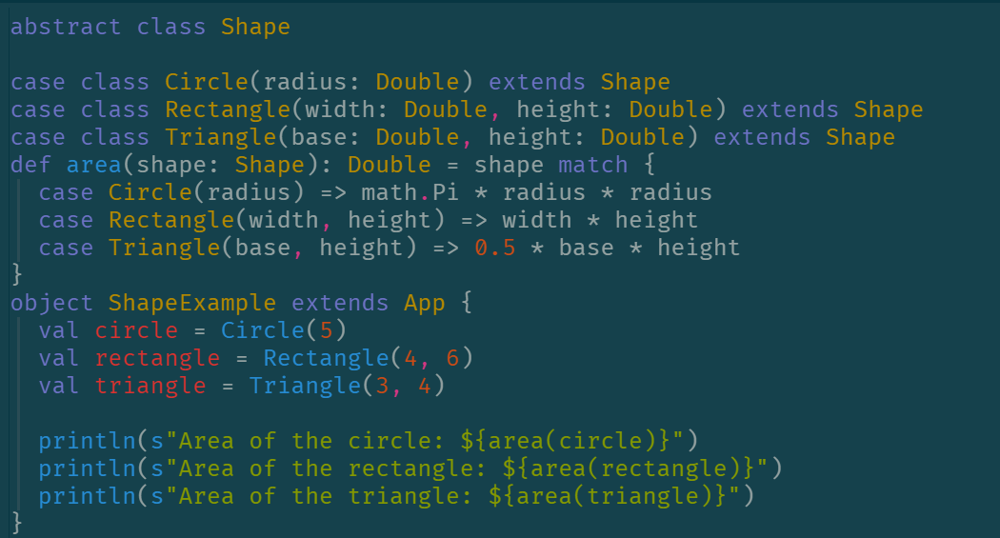 abstract class Shape

case class Circle(radius: Double) extends Shape
case class Rectangle(width: Double, height: Double) extends Shape
case class Triangle(base: Double, height: Double) extends Shape
def area(shape: Shape): Double = shape match {
  case Circle(radius) => math.Pi * radius * radius
  case Rectangle(width, height) => width * height
  case Triangle(base, height) => 0.5 * base * height
}
object ShapeExample extends App {
  val circle = Circle(5)
  val rectangle = Rectangle(4, 6)
  val triangle = Triangle(3, 4)

  println(s"Area of the circle: ${area(circle)}")
  println(s"Area of the rectangle: ${area(rectangle)}")
  println(s"Area of the triangle: ${area(triangle)}")
}